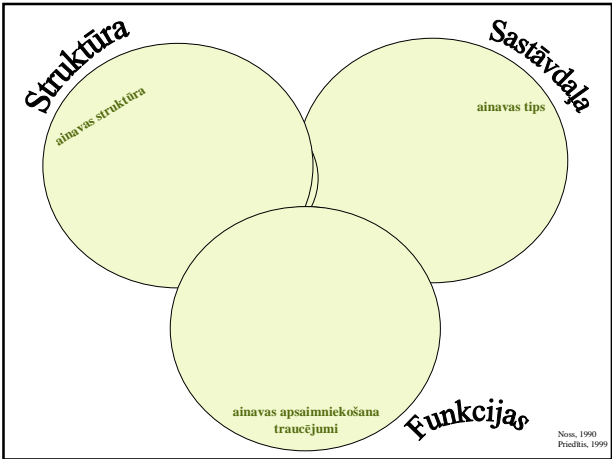 Struktūra
ainavas struktūra
Sastāvdaļa
ainavas tips
ainavas apsaimniekošana
traucējumi
Funkcijas
Noss, 1990
Priedītis, 1999